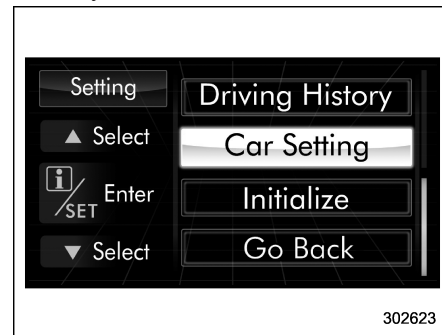 Setting
▲ Select
i/SET Enter
▼ Select
Driving History
Car Setting
Initialize
Go Back
302623